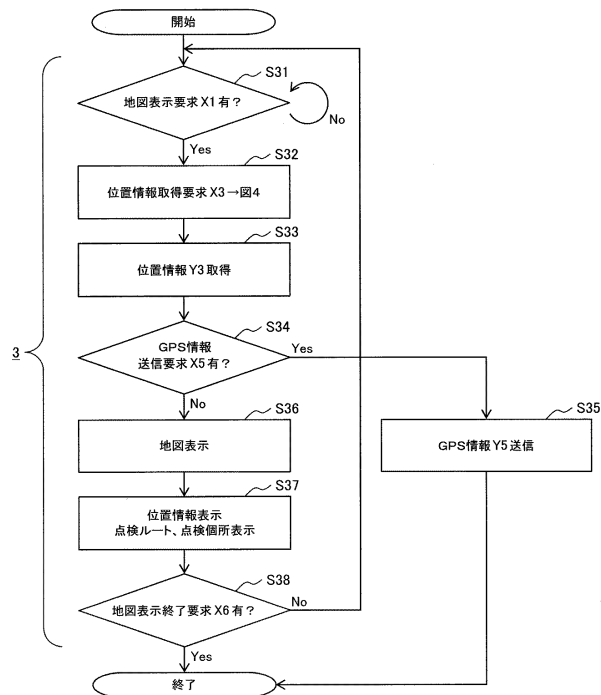 開始
S31
地図表示要求X1有?
No
Yes
S32
位置情報取得要求X3→図4
S33
位置情報Y3取得
S34
GPS情報
送信要求X5有?
Yes
No
3
S36
地図表示
S35
GPS情報Y5送信
S37
位置情報表示
点検ルート、点検個所表示
S38
地図表示終了要求X6有?
No
Yes
終了